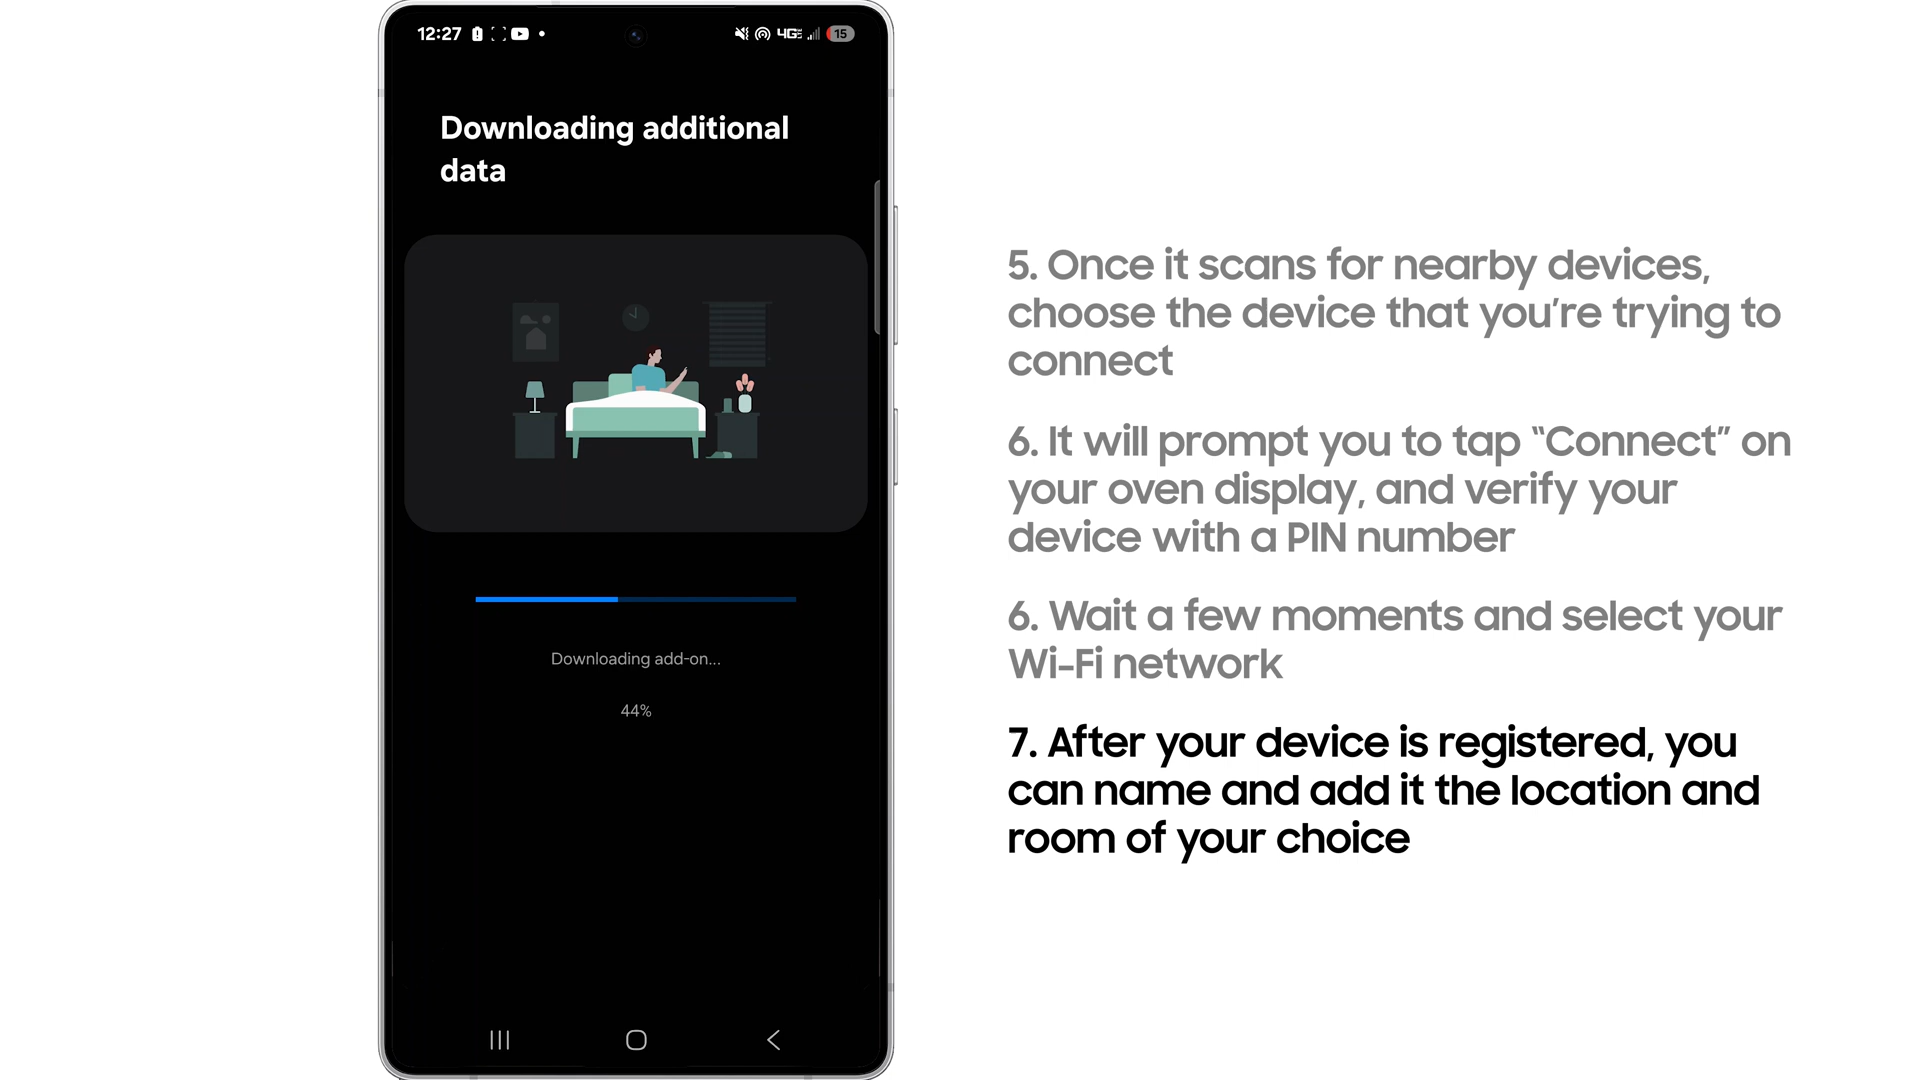 12:27
4G
15
Downloading additional
data
Downloading add-on...
44%
5. Once it scans for nearby devices,
choose the device that you’re trying to
connect
6. It will prompt you to tap “Connect” on
your oven display, and verify your
device with a PIN number
6. Wait a few moments and select your
Wi-Fi network
7. After your device is registered, you
can name and add it the location and
room of your choice